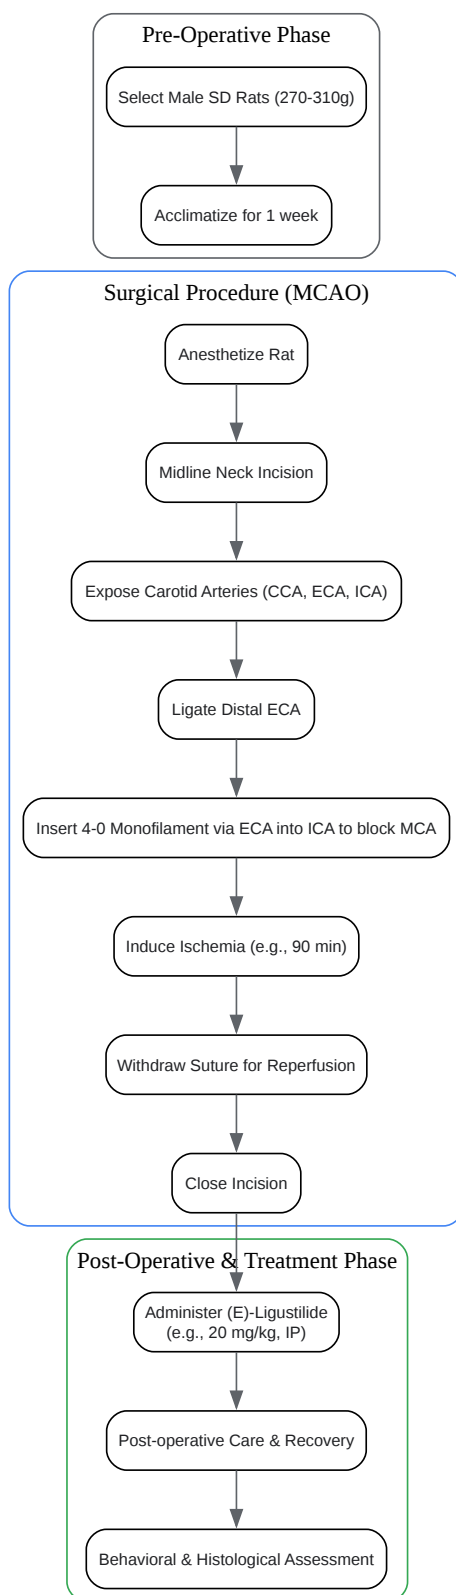 Pre-Operative Phase
Select Male SD Rats (270-310g)
Acclimatize for 1 week
Surgical Procedure (MCAO)
Anesthetize Rat
Midline Neck Incision
Expose Carotid Arteries (CCA, ECA, ICA)
Ligate Distal ECA
Insert 4-0 Monofilament via ECA into ICA to block MCA
Induce Ischemia (e.g., 90 min)
Withdraw Suture for Reperfusion
Close Incision
Post-Operative & Treatment Phase
Administer (E)-Ligustilide
(e.g., 20 mg/kg, IP)
Post-operative Care & Recovery
Behavioral & Histological Assessment